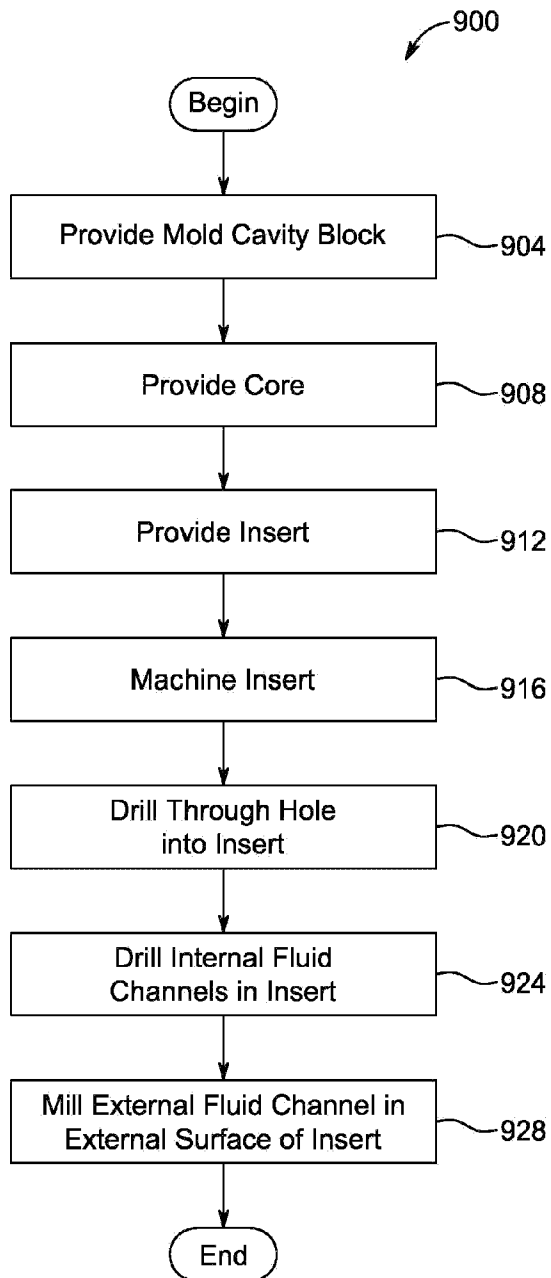 900
Begin
Provide Mold Cavity Block
904
Provide Core
908
Provide Insert
912
Machine Insert
916
Drill Through Hole
into Insert
920
Drill Internal Fluid
Channels in Insert
924
Mill External Fluid Channel in
External Surface of Insert
928
End